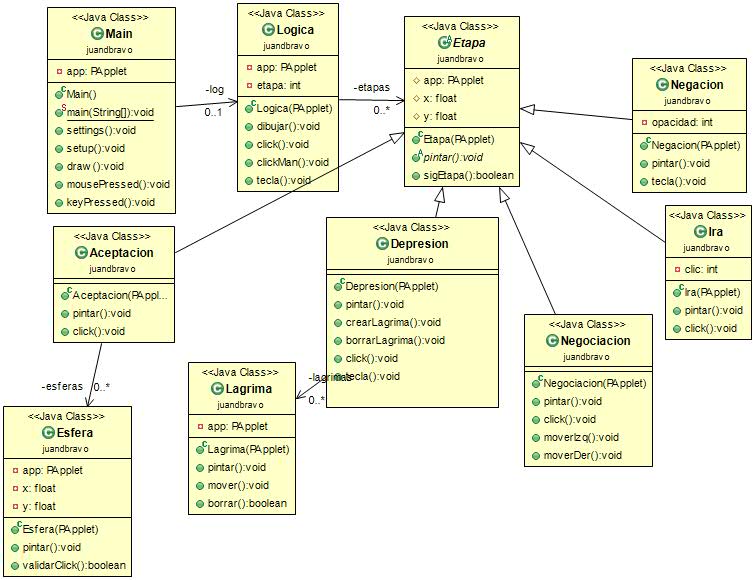 <<Java Class>>
Main
juandbravo
app: PApplet
Main()
main(String[]):void
settings():void
setup():void
draw():void
mousePressed():void
keyPressed():void
-log
0..1
<<Java Class>>
Logica
juandbravo
app: PApplet
etapa: int
Logica(PApplet)
dibujar():void
click():void
clickMan():void
tecla():void
-etapas
0..*
<<Java Class>>
Etapa
juandbravo
app: PApplet
x: float
y: float
Etapa(PApplet)
pintar():void
sigEtapa():boolean
<<Java Class>>
Negacion
juandbravo
opacidad: int
Negacion(PApplet)
pintar():void
tecla():void
<<Java Class>>
Aceptacion
juandbravo
Aceptacion(PAppl...
pintar():void
click():void
-esferas
0..*
<<Java Class>>
Depresion
juandbravo
Depresion(PApplet)
pintar():void
crearLagrima():void
borrarLagrima():void
click():void
tecla():void
-lagrimas
0..*
<<Java Class>>
Ira
juandbravo
clic: int
Ira(PApplet)
pintar():void
click():void
<<Java Class>>
Negociacion
juandbravo
Negociacion(PApplet)
pintar():void
click():void
moverIzq():void
moverDer():void
<<Java Class>>
Lagrima
juandbravo
app: PApplet
Lagrima(PApplet)
pintar():void
mover():void
borrar():boolean
<<Java Class>>
Esfera
juandbravo
app: PApplet
x: float
y: float
Esfera(PApplet)
pintar():void
validarClick():boolean